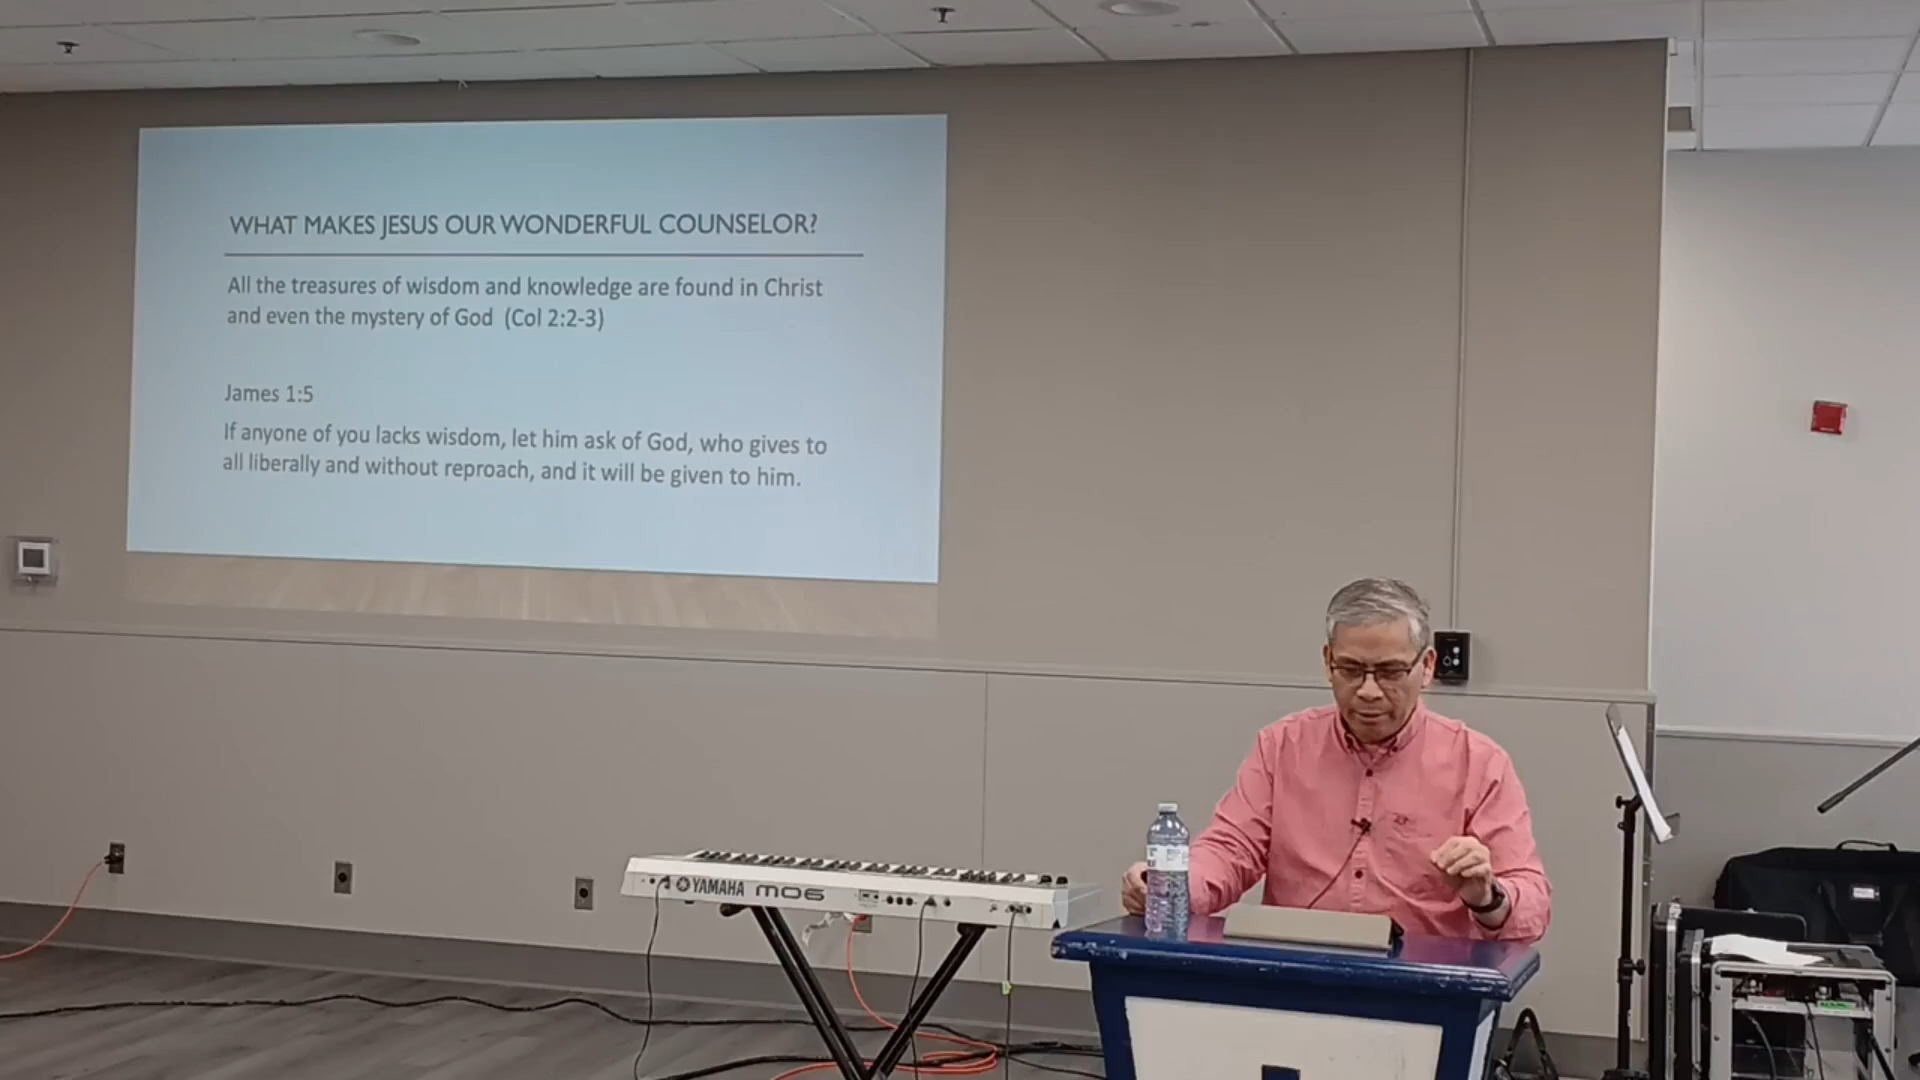 WHAT MAKES JESUS OUR WONDERFUL COUNSELOR?
All the treasures of wisdom and knowledge are found in Christ
and even the mystery of God (Col 2:2-3)
James 1:5
If anyone of you lacks wisdom, let him ask of God, who gives to
all liberally and without reproach, and it will be given to him.
YAMAHA MO6